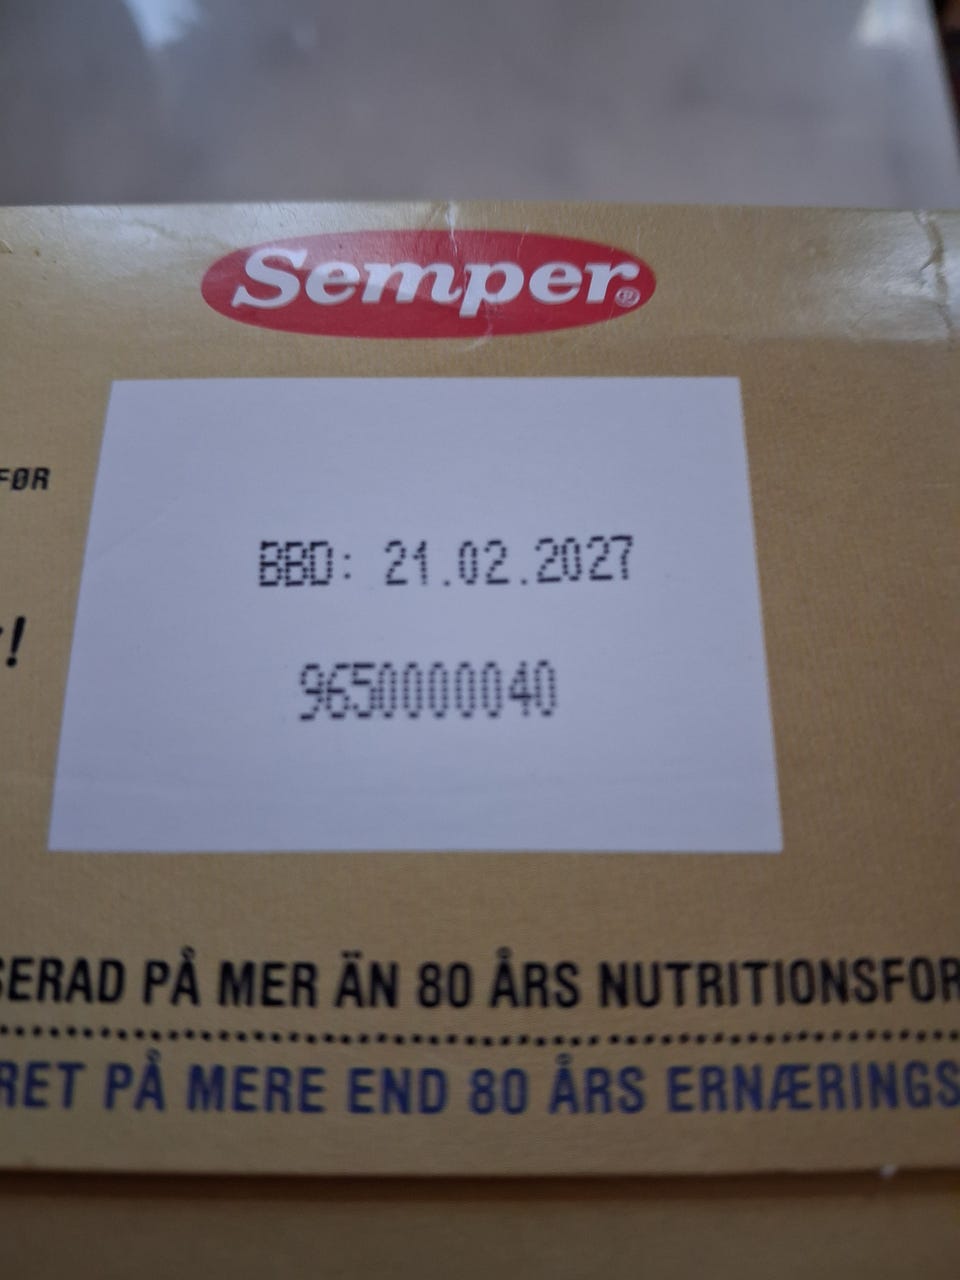 Semper®
FØR
BBD: 21.02.2027
!
9650000040
SERAD PÅ MER ÄN 80 ÅRS NUTRITIONSFOR
RET PÅ MERE END 80 ÅRS ERNÆRINGS